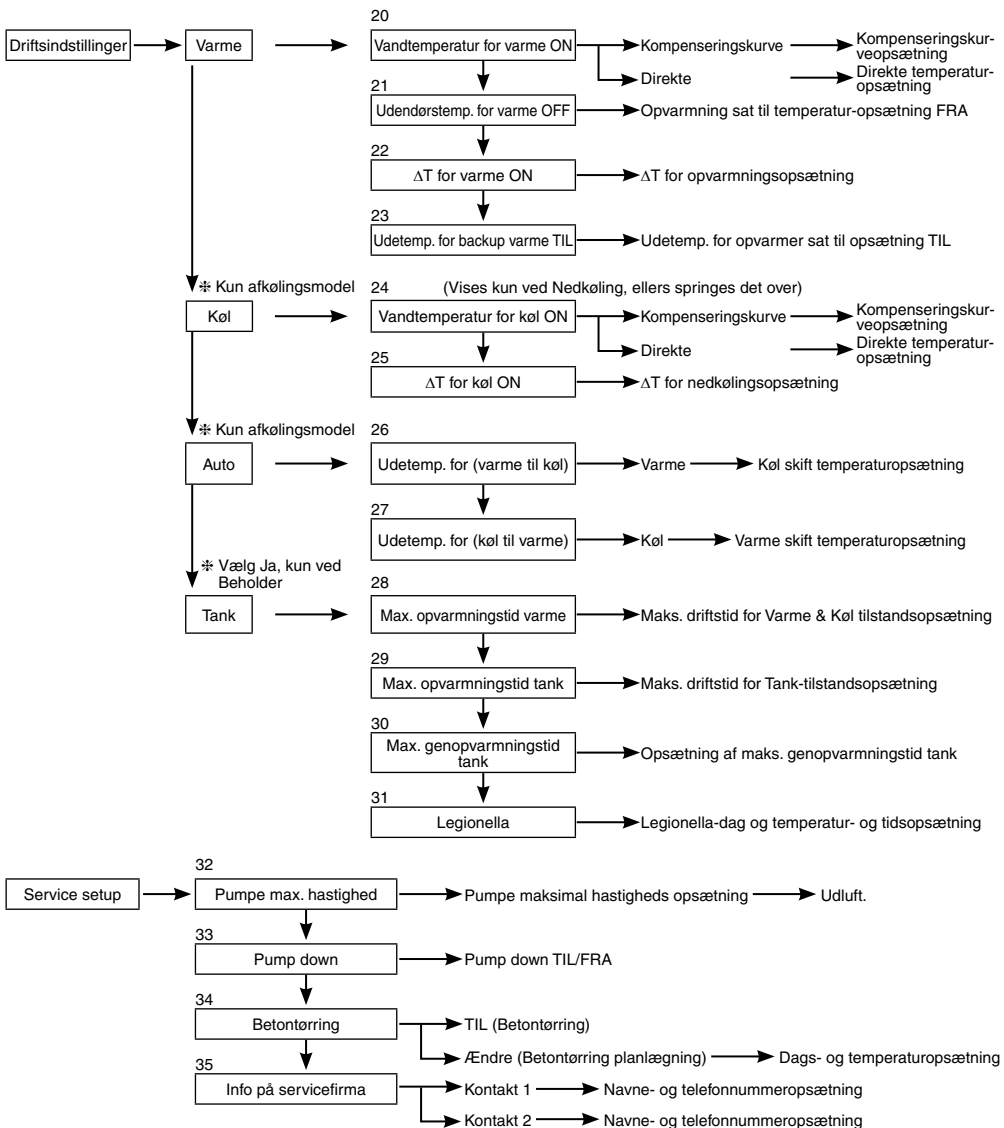 20
Driftsindstillinger
Varme
Vandtemperatur for varme ON
Kompenseringskurve
Kompenseringskur-
veopsætning
Direkte
Direkte temperatur-
opsætning
21
Udendørstemp. for varme OFF
Opvarmning sat til temperatur-opsætning FRA
22
ΔT for varme ON
ΔT for opvarmningsopsætning
23
Udetemp. for backup varme TIL
Udetemp. for opvarmer sat til opsætning TIL
❉ Kun afkølingsmodel
24
(Vises kun ved Nedkøling, ellers springes det over)
Køl
Vandtemperatur for køl ON
Kompenseringskurve
Kompenseringskur-
veopsætning
Direkte
Direkte temperatur-
opsætning
25
ΔT for køl ON
ΔT for nedkølingsopsætning
❉ Kun afkølingsmodel
26
Auto
Udetemp. for (varme til køl)
Varme
Køl skift temperaturopsætning
27
Udetemp. for (køl til varme)
Køl
Varme skift temperaturopsætning
❉ Vælg Ja, kun ved
Beholder
28
Tank
Max. opvarmningstid varme
Maks. driftstid for Varme & Køl tilstandsopsætning
29
Max. opvarmningstid tank
Maks. driftstid for Tank-tilstandsopsætning
30
Max. genopvarmningstid
tank
Opsætning af maks. genopvarmningstid tank
31
Legionella
Legionella-dag og temperatur- og tidsopsætning
32
Service setup
Pumpe max. hastighed
Pumpe maksimal hastigheds opsætning
Udluft.
33
Pump down
Pump down TIL/FRA
34
Betontørring
TIL (Betontørring)
Ændre (Betontørring planlægning)
Dags- og temperaturopsætning
35
Info på servicefirma
Kontakt 1
Navne- og telefonnummeropsætning
Kontakt 2
Navne- og telefonnummeropsætning